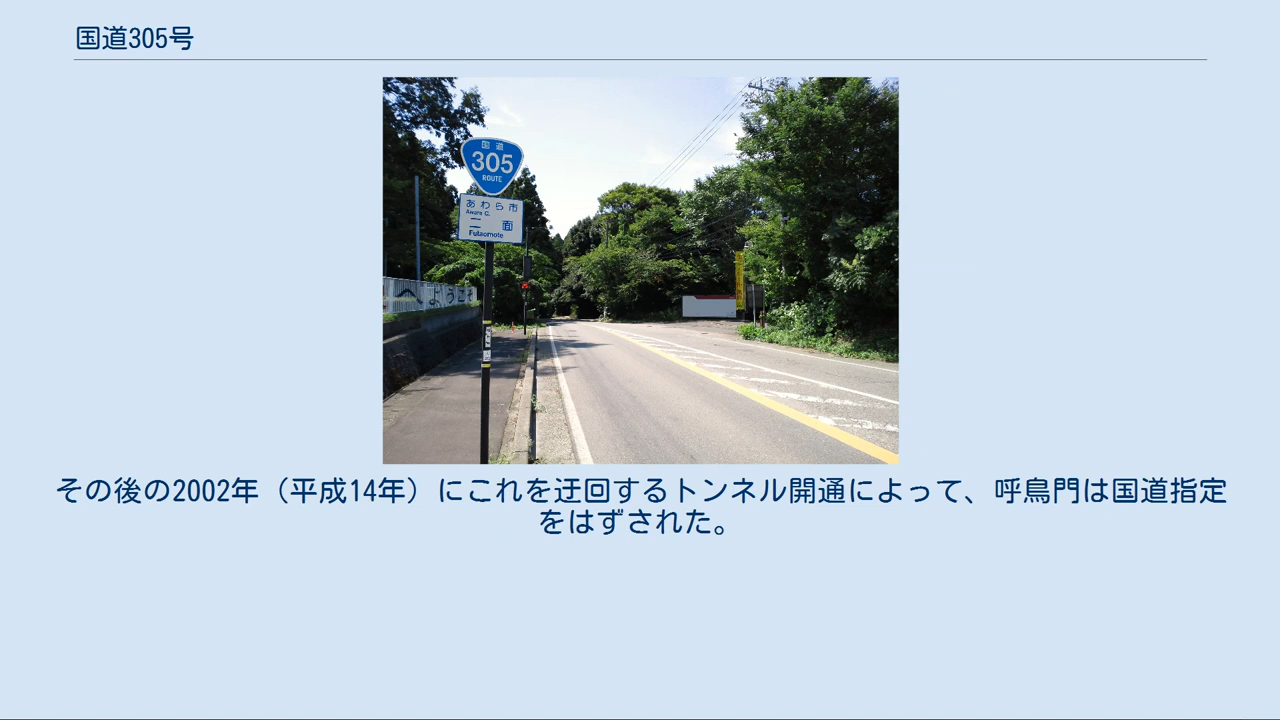 国道305号
国道
305
ROUTE
あわら市
Awara C.
二面
Futaomote
へようこそ
その後の2002年（平成14年）にこれを迂回するトンネル開通によって、呼鳥門は国道指定
をはずされた。